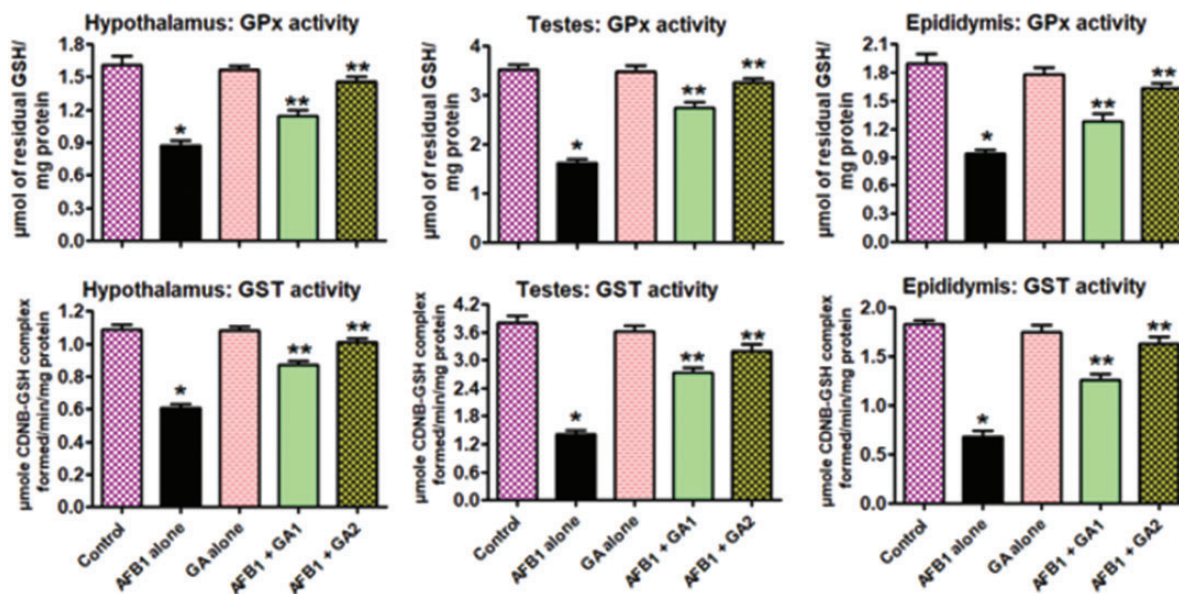 Hypothalamus: GPx activity
µmol of residual GSH/
mg protein
1.8
1.5
1.2
0.9
0.6
0.3
0.0
*
**
**
Testes: GPx activity
µmol of residual GSH/
mg protein
4
3
2
1
0
*
**
**
Epididymis: GPx activity
µmol of residual GSH/
mg protein
2.1
1.8
1.5
1.2
0.9
0.6
0.3
0.0
*
**
**
Hypothalamus: GST activity
µmole CDNB-GSH complex
formed/min/mg protein
1.2
1.0
0.8
0.6
0.4
0.2
0.0
*
**
**
Control
AFB1 alone
GA alone
AFB1 + GA1
AFB1 + GA2
Testes: GST activity
µmole CDNB-GSH complex
formed/min/mg protein
4.2
3.6
3.0
2.4
1.8
1.2
0.6
0.0
*
**
**
Control
AFB1 alone
GA alone
AFB1 + GA1
AFB1 + GA2
Epididymis: GST activity
µmole CDNB-GSH complex
formed/min/mg protein
2.0
1.5
1.0
0.5
0.0
*
**
**
Control
AFB1 alone
GA alone
AFB1 + GA1
AFB1 + GA2